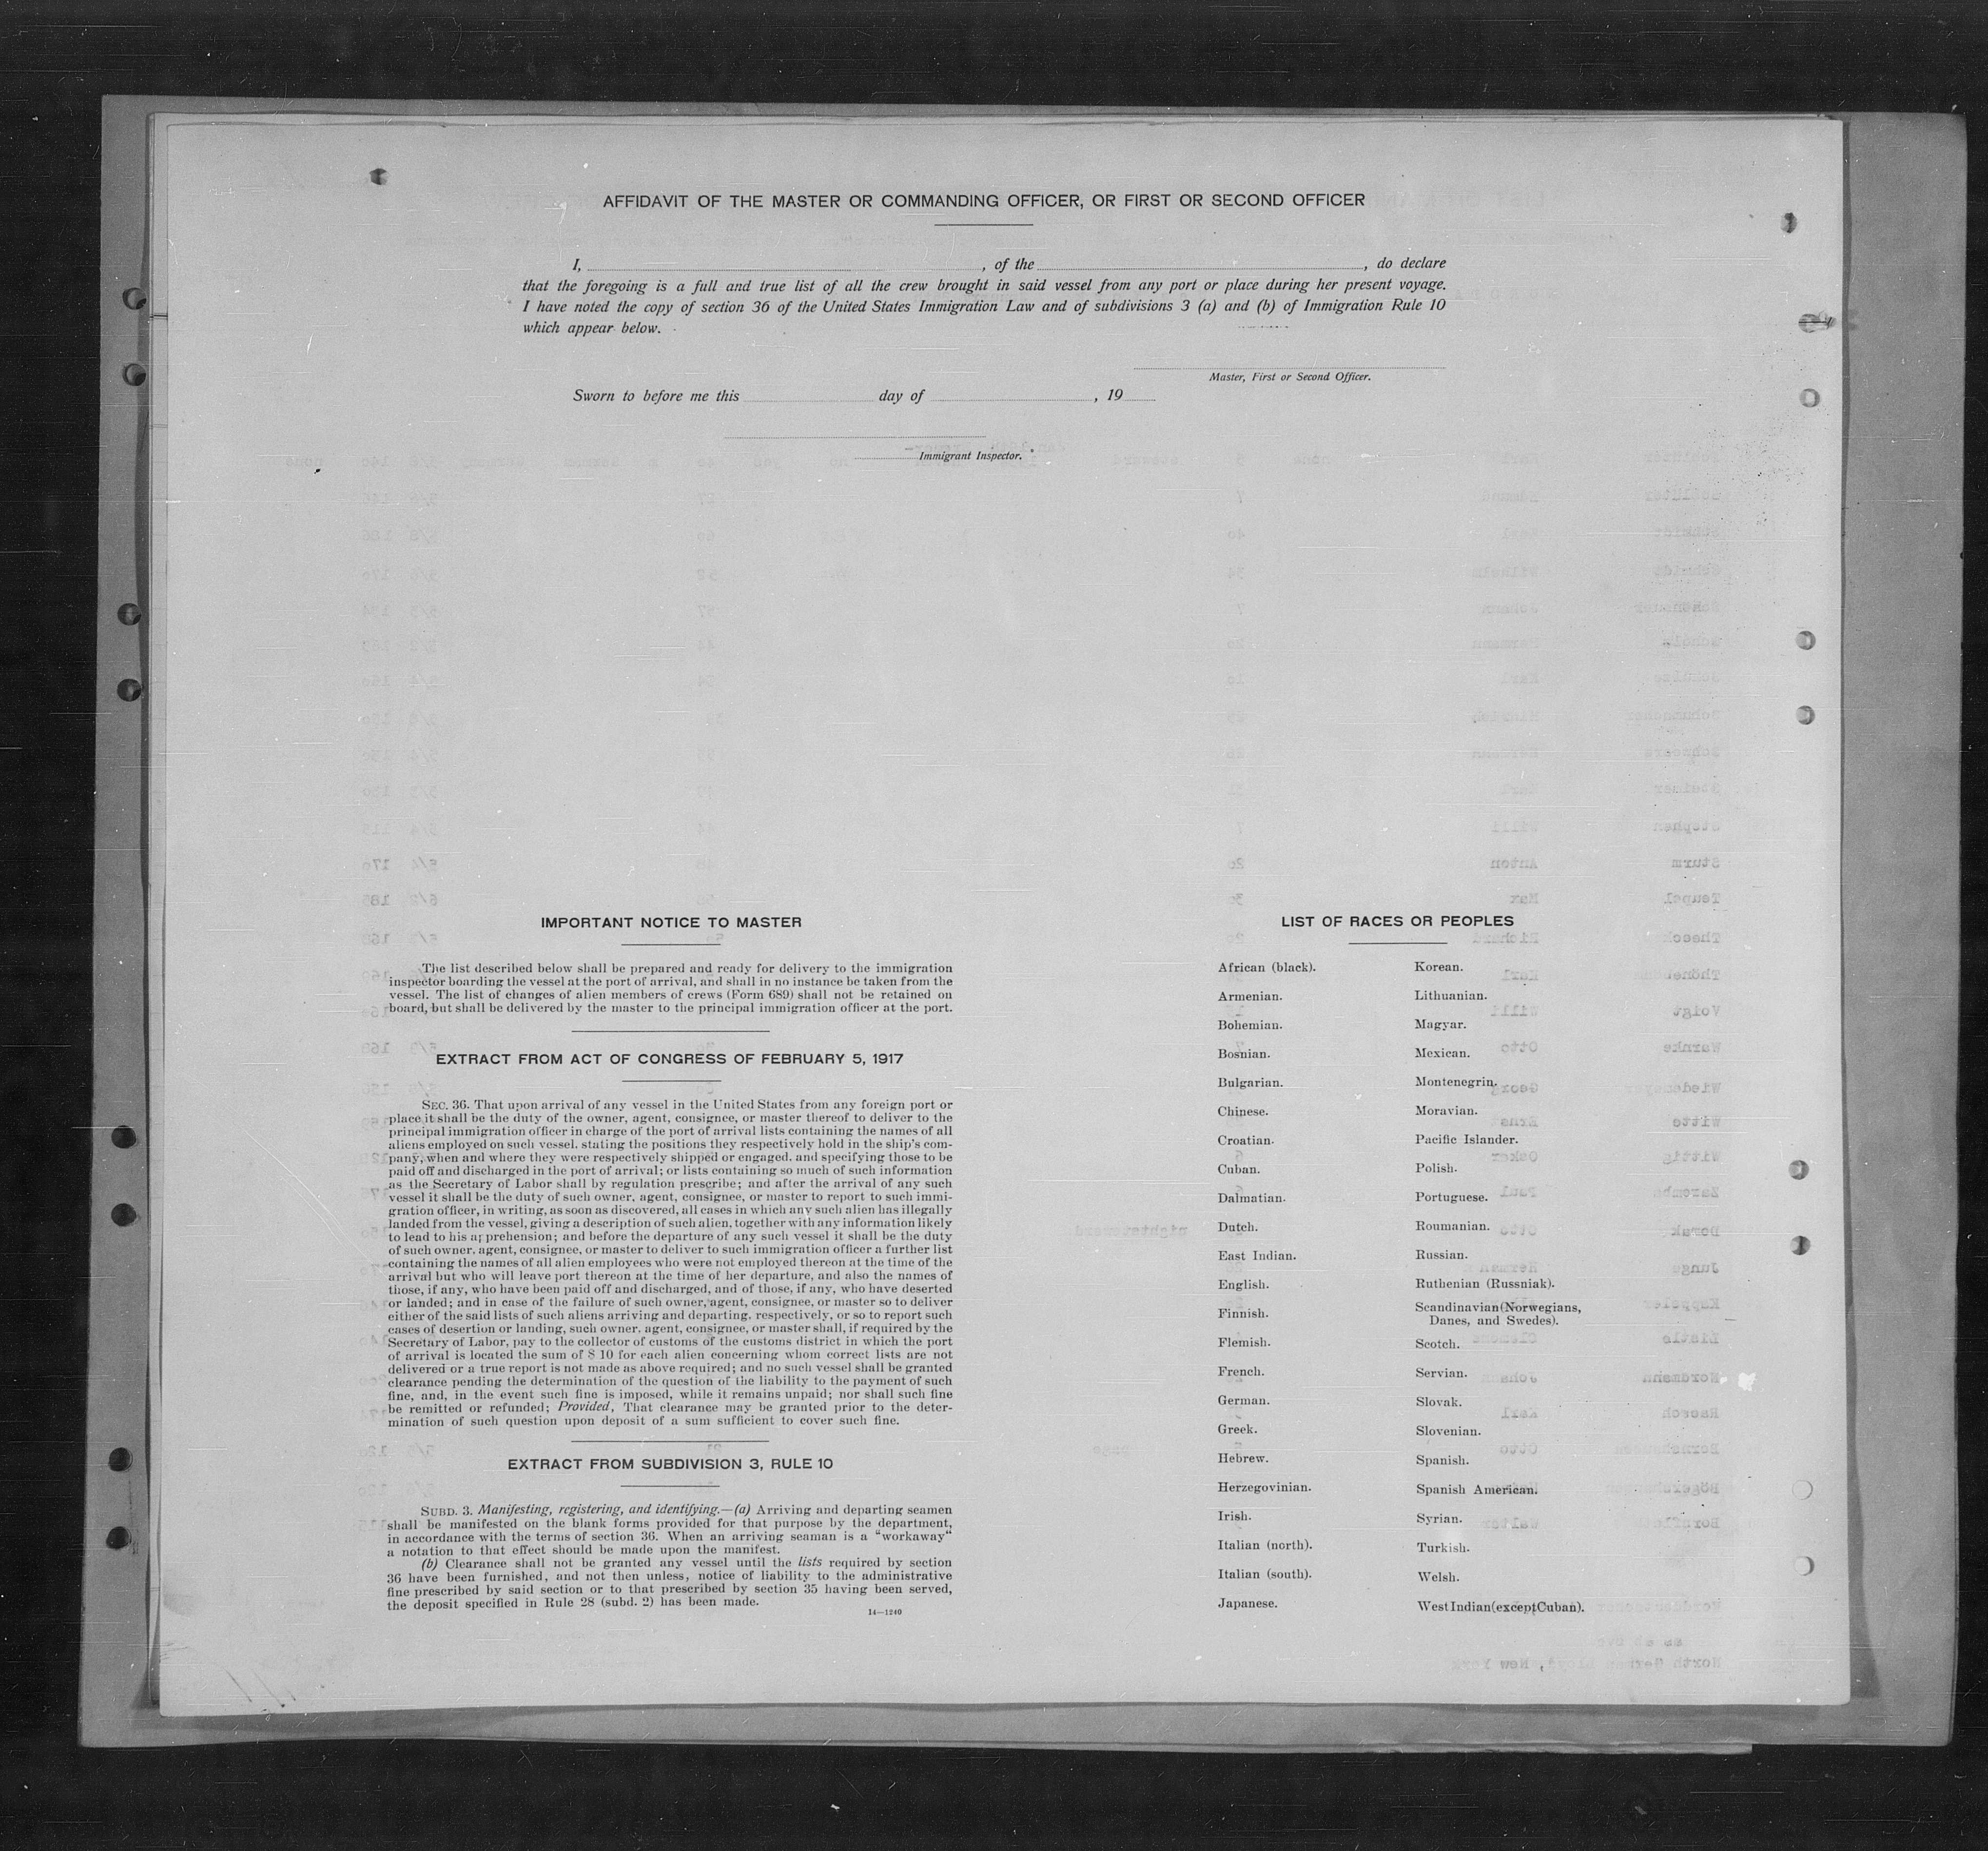 AFFIDAVIT OF THE MASTER OR COMMANDING OFFICER, OR FIRST OR SECOND OFFICER
I, , of the , do declare
that the foregoing is a full and true list of all the crew brought in said vessel from any port or place during her present voyage.
I have noted the copy of section 36 of the United States Immigration Law and of subdivisions 3 (a) and (b) of Immigration Rule 10
which appear below.
Master, First or Second Officer.
Sworn to before me this day of , 19
Immigrant Inspector.
IMPORTANT NOTICE TO MASTER
The list described below shall be prepared and ready for delivery to the immigration
inspector boarding the vessel at the port of arrival, and shall in no instance be taken from the
vessel. The list of changes of alien members of crews (Form 689) shall not be retained on
board, but shall be delivered by the master to the principal immigration officer at the port.
EXTRACT FROM ACT OF CONGRESS OF FEBRUARY 5, 1917
SEC. 36. That upon arrival of any vessel in the United States from any foreign port or
place it shall be the duty of the owner, agent, consignee, or master thereof to deliver to the
principal immigration officer in charge of the port of arrival lists containing the names of all
aliens employed on such vessel, stating the positions they respectively hold in the ship's com-
pany, when and where they were respectively shipped or engaged, and specifying those to be
paid off and discharged in the port of arrival; or lists containing so much of such information
as the Secretary of Labor shall by regulation prescribe; and after the arrival of any such
vessel it shall be the duty of such owner, agent, consignee, or master to report to such immi-
gration officer, in writing, as soon as discovered, all cases in which any such alien has illegally
landed from the vessel, giving a description of such alien, together with any information likely
to lead to his apprehension; and before the departure of any such vessel it shall be the duty
of such owner, agent, consignee, or master to deliver to such immigration officer a further list
containing the names of all alien employees who were not employed thereon at the time of the
arrival but who will leave port thereon at the time of her departure, and also the names of
those, if any, who have been paid off and discharged, and of those, if any, who have deserted
or landed; and in case of the failure of such owner, agent, consignee, or master so to deliver
either of the said lists of such aliens arriving and departing, respectively, or so to report such
cases of desertion or landing, such owner, agent, consignee, or master shall, if required by the
Secretary of Labor, pay to the collector of customs of the customs district in which the port
of arrival is located the sum of $ 10 for each alien concerning whom correct lists are not
delivered or a true report is not made as above required; and no such vessel shall be granted
clearance pending the determination of the question of the liability to the payment of such
fine, and, in the event such fine is imposed, while it remains unpaid; nor shall such fine
be remitted or refunded; Provided, That clearance may be granted prior to the deter-
mination of such question upon deposit of a sum sufficient to cover such fine.
EXTRACT FROM SUBDIVISION 3, RULE 10
SUBD. 3. Manifesting, registering, and identifying.—(a) Arriving and departing seamen
shall be manifested on the blank forms provided for that purpose by the department,
in accordance with the terms of section 36. When an arriving seaman is a "workaway"
a notation to that effect should be made upon the manifest.
(b) Clearance shall not be granted any vessel until the lists required by section
36 have been furnished, and not then unless, notice of liability to the administrative
fine prescribed by said section or to that prescribed by section 35 having been served,
the deposit specified in Rule 28 (subd. 2) has been made.
14—1240
LIST OF RACES OR PEOPLES
African (black).
Armenian.
Bohemian.
Bosnian.
Bulgarian.
Chinese.
Croatian.
Cuban.
Dalmatian.
Dutch.
East Indian.
English.
Finnish.
Flemish.
French.
German.
Greek.
Hebrew.
Herzegovinian.
Irish.
Italian (north).
Italian (south).
Japanese.
Korean.
Lithuanian.
Magyar.
Mexican.
Montenegrin.
Moravian.
Pacific Islander.
Polish.
Portuguese.
Roumanian.
Russian.
Ruthenian (Russniak).
Scandinavian (Norwegians,
Danes, and Swedes).
Scotch.
Servian.
Slovak.
Slovenian.
Spanish.
Spanish American.
Syrian.
Turkish.
Welsh.
West Indian (except Cuban).